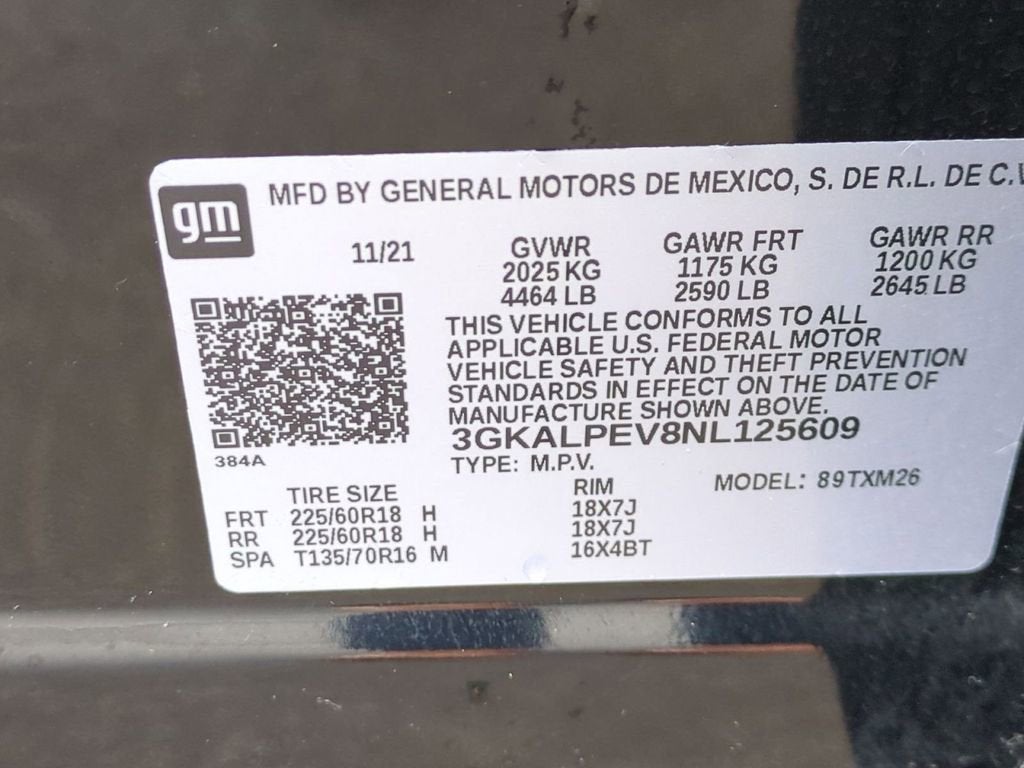 gm
MFD BY GENERAL MOTORS DE MEXICO, S. DE R.L. DE C.V
11/21 GVWR GAWR FRT GAWR RR
2025 KG 1175 KG 1200 KG
4464 LB 2590 LB 2645 LB
THIS VEHICLE CONFORMS TO ALL
APPLICABLE U.S. FEDERAL MOTOR
VEHICLE SAFETY AND THEFT PREVENTION
STANDARDS IN EFFECT ON THE DATE OF
MANUFACTURE SHOWN ABOVE.
3GKALPEV8NL125609
384A
TYPE: M.P.V.
MODEL: 89TXM26
TIRE SIZE RIM
FRT 225/60R18 H 18X7J
RR 225/60R18 H 18X7J
SPA T135/70R16 M 16X4BT